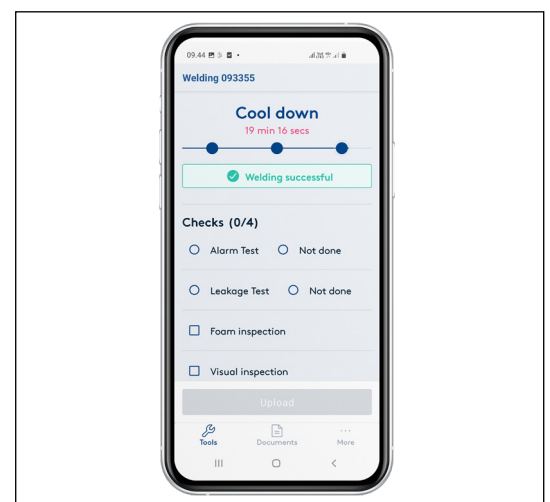 09.44
Welding 093355
Cool down
19 min 16 secs
Welding successful
Checks (0/4)
Alarm Test Not done
Leakage Test Not done
Foam inspection
Visual inspection
Upload
Tools Documents More